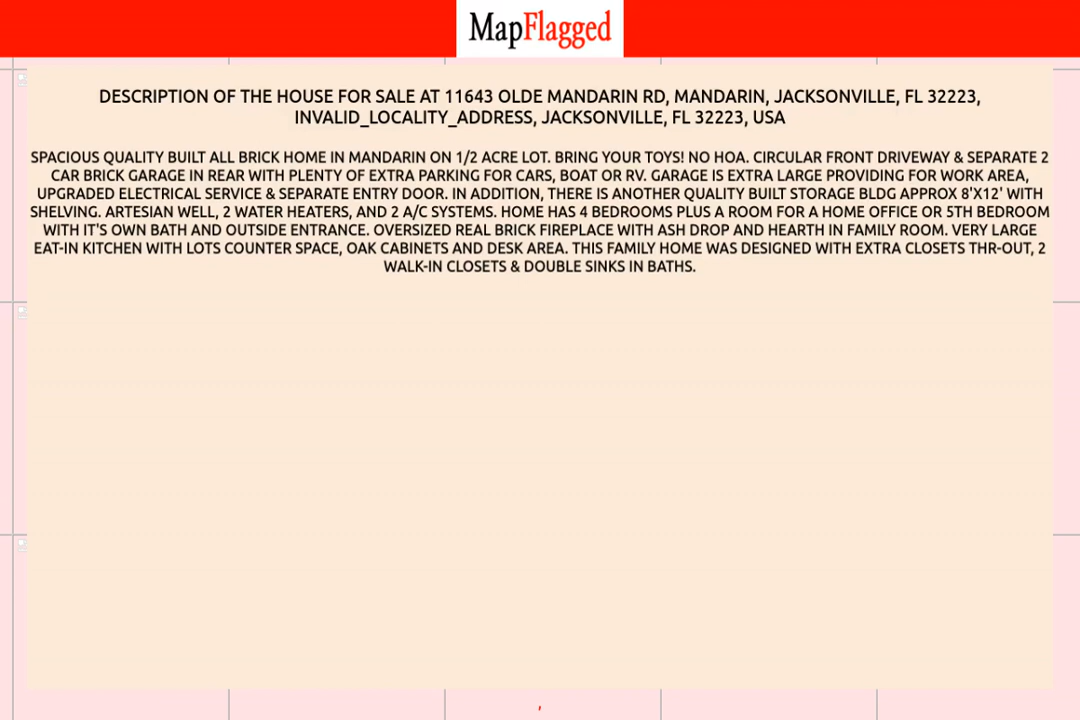 MapFlagged
DESCRIPTION OF THE HOUSE FOR SALE AT 11643 OLDE MANDARIN RD, MANDARIN, JACKSONVILLE, FL 32223,
INVALID_LOCALITY_ADDRESS, JACKSONVILLE, FL 32223, USA
SPACIOUS QUALITY BUILT ALL BRICK HOME IN MANDARIN ON 1/2 ACRE LOT. BRING YOUR TOYS! NO HOA. CIRCULAR FRONT DRIVEWAY & SEPARATE 2
CAR BRICK GARAGE IN REAR WITH PLENTY OF EXTRA PARKING FOR CARS, BOAT OR RV. GARAGE IS EXTRA LARGE PROVIDING FOR WORK AREA,
UPGRADED ELECTRICAL SERVICE & SEPARATE ENTRY DOOR. IN ADDITION, THERE IS ANOTHER QUALITY BUILT STORAGE BLDG APPROX 8'X12' WITH
SHELVING. ARTESIAN WELL, 2 WATER HEATERS, AND 2 A/C SYSTEMS. HOME HAS 4 BEDROOMS PLUS A ROOM FOR A HOME OFFICE OR 5TH BEDROOM
WITH IT'S OWN BATH AND OUTSIDE ENTRANCE. OVERSIZED REAL BRICK FIREPLACE WITH ASH DROP AND HEARTH IN FAMILY ROOM. VERY LARGE
EAT-IN KITCHEN WITH LOTS COUNTER SPACE, OAK CABINETS AND DESK AREA. THIS FAMILY HOME WAS DESIGNED WITH EXTRA CLOSETS THR-OUT, 2
WALK-IN CLOSETS & DOUBLE SINKS IN BATHS.
,